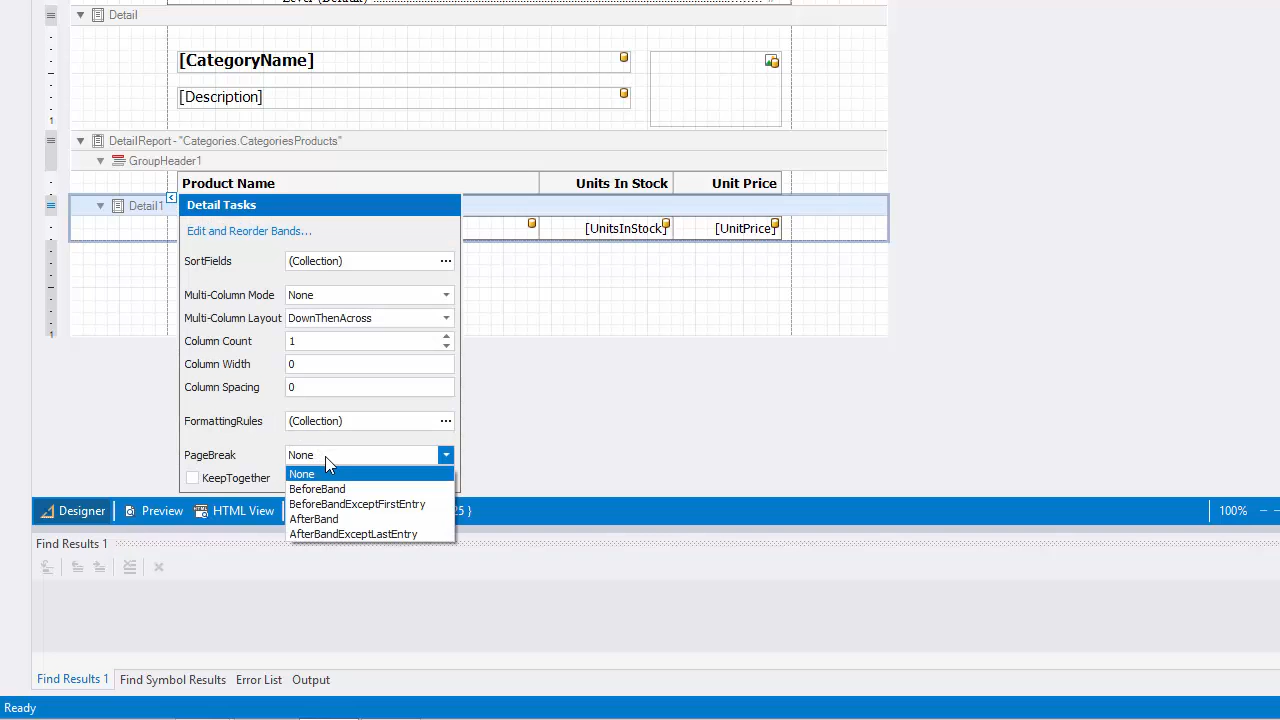 Level (Default)
Detail
[CategoryName]
[Description]
DetailReport - "Categories.CategoriesProducts"
GroupHeader1
Product Name Units In Stock Unit Price
Detail1
Detail Tasks
Edit and Reorder Bands...
[UnitsInStock] [UnitPrice]
SortFields (Collection)
Multi-Column Mode None
Multi-Column Layout DownThenAcross
Column Count 1
Column Width 0
Column Spacing 0
FormattingRules (Collection)
PageBreak None
KeepTogether
None
BeforeBand
BeforeBandExceptFirstEntry
AfterBand
AfterBandExceptLastEntry
Designer Preview HTML View 25 } 100%
Find Results 1
Find Results 1 Find Symbol Results Error List Output
Ready